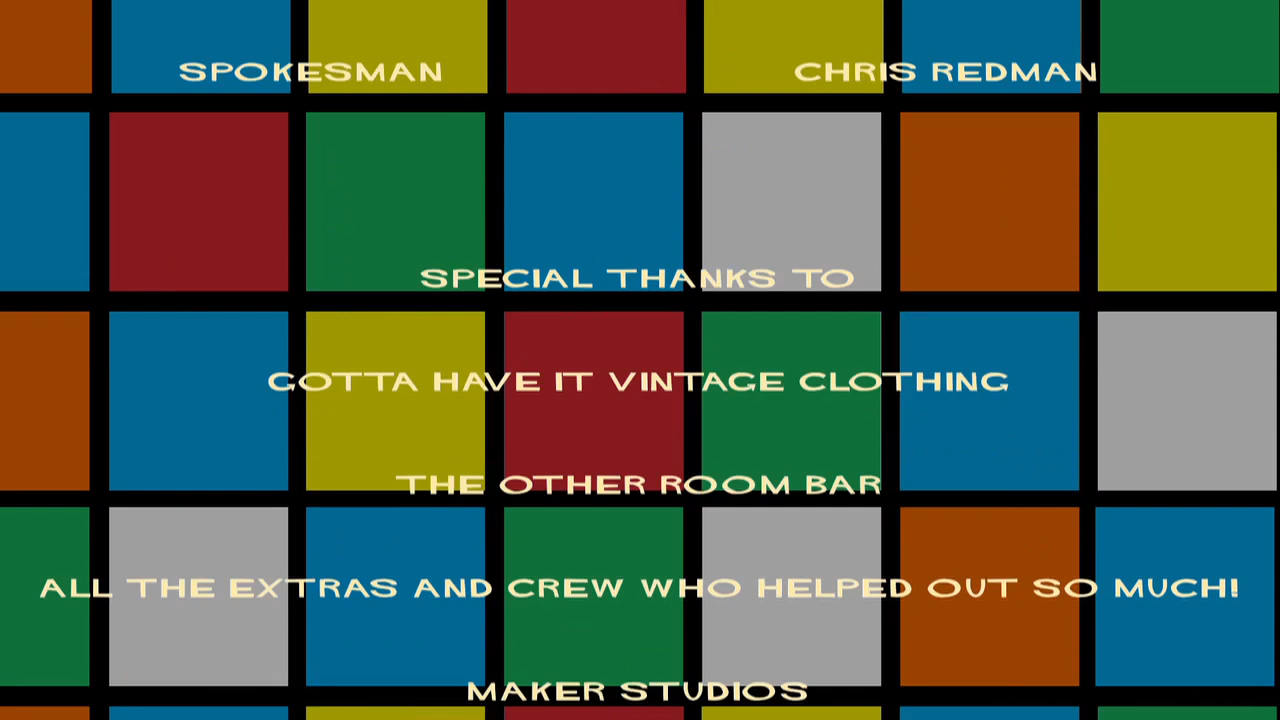 SPOKESMAN CHRIS REDMAN
SPECIAL THANKS TO
GOTTA HAVE IT VINTAGE CLOTHING
THE OTHER ROOM BAR
ALL THE EXTRAS AND CREW WHO HELPED OUT SO MUCH!
MAKER STUDIOS